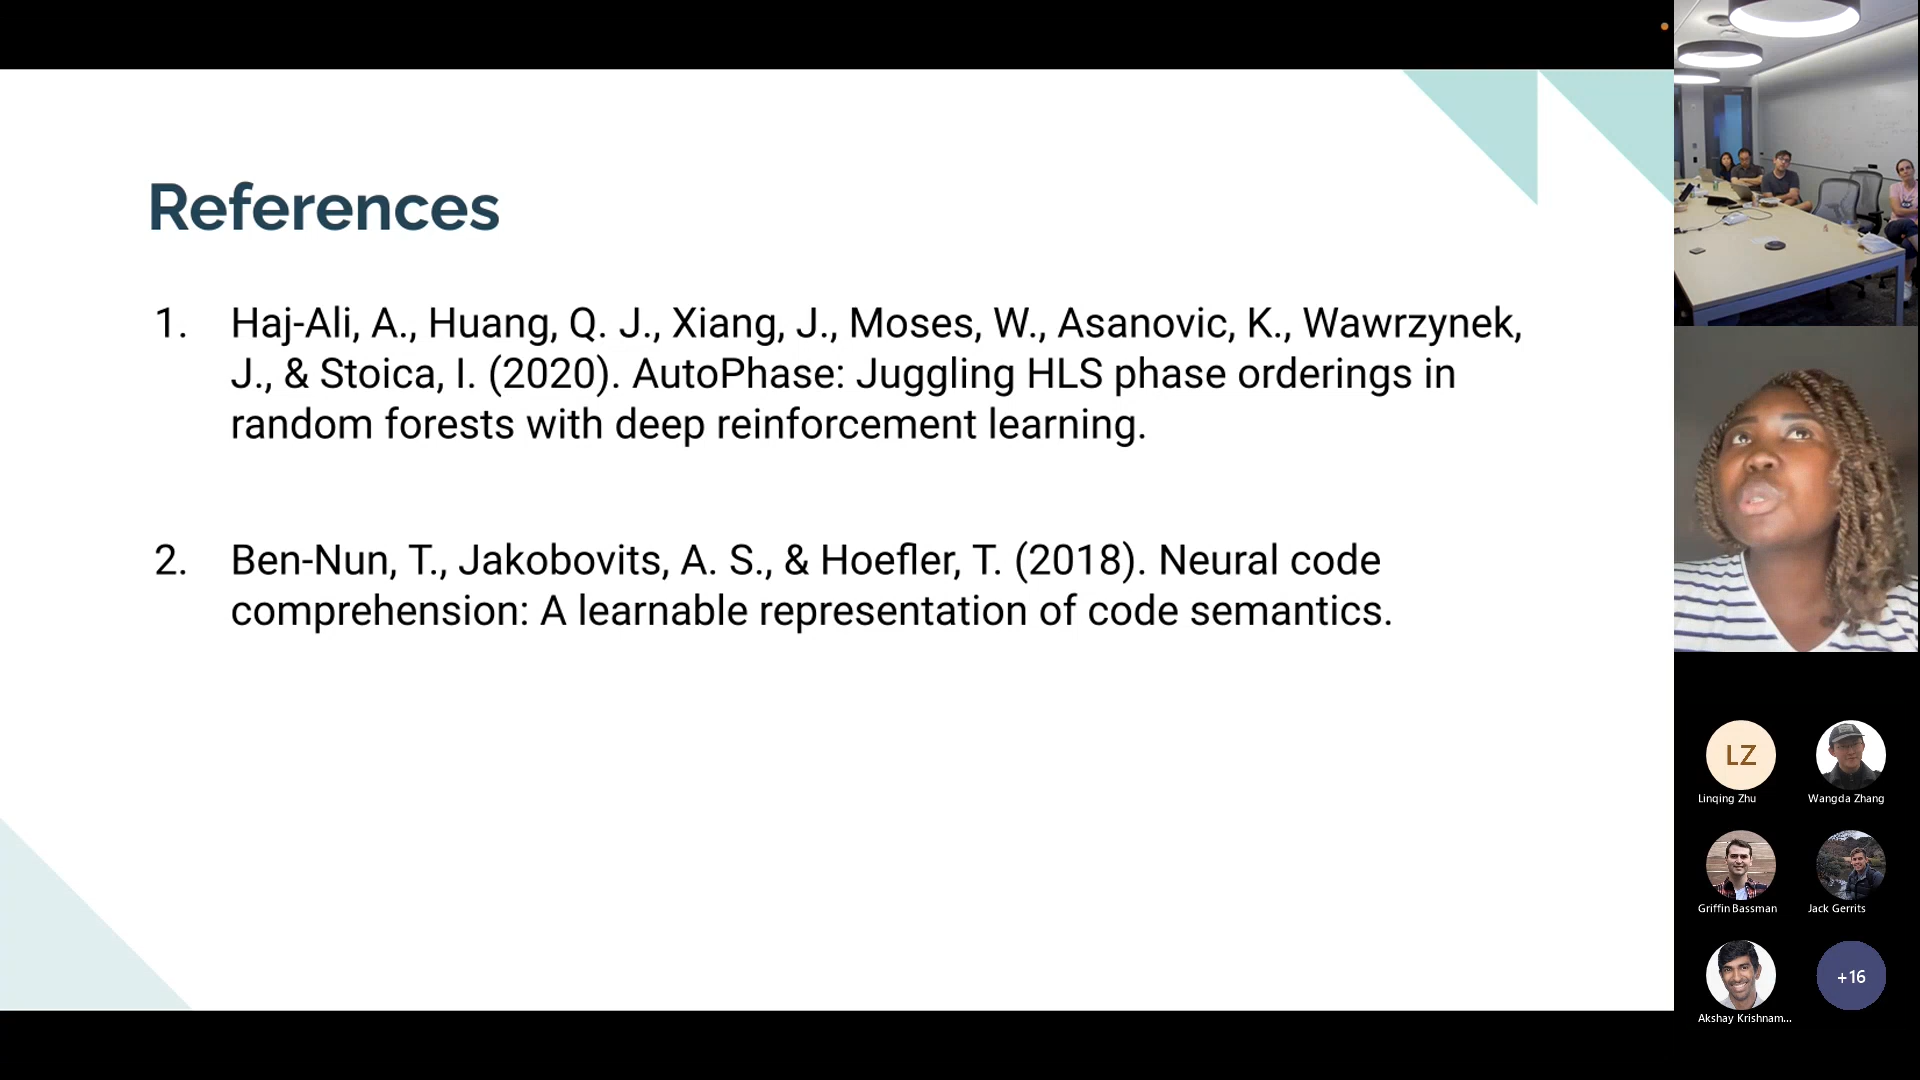 References
1. Haj-Ali, A., Huang, Q. J., Xiang, J., Moses, W., Asanovic, K., Wawrzynek,
J., & Stoica, I. (2020). AutoPhase: Juggling HLS phase orderings in
random forests with deep reinforcement learning.
2. Ben-Nun, T., Jakobovits, A. S., & Hoefler, T. (2018). Neural code
comprehension: A learnable representation of code semantics.
LZ
Linqing Zhu
Wangda Zhang
Griffin Bassman
Jack Gerrits
Akshay Krishnam...
+16